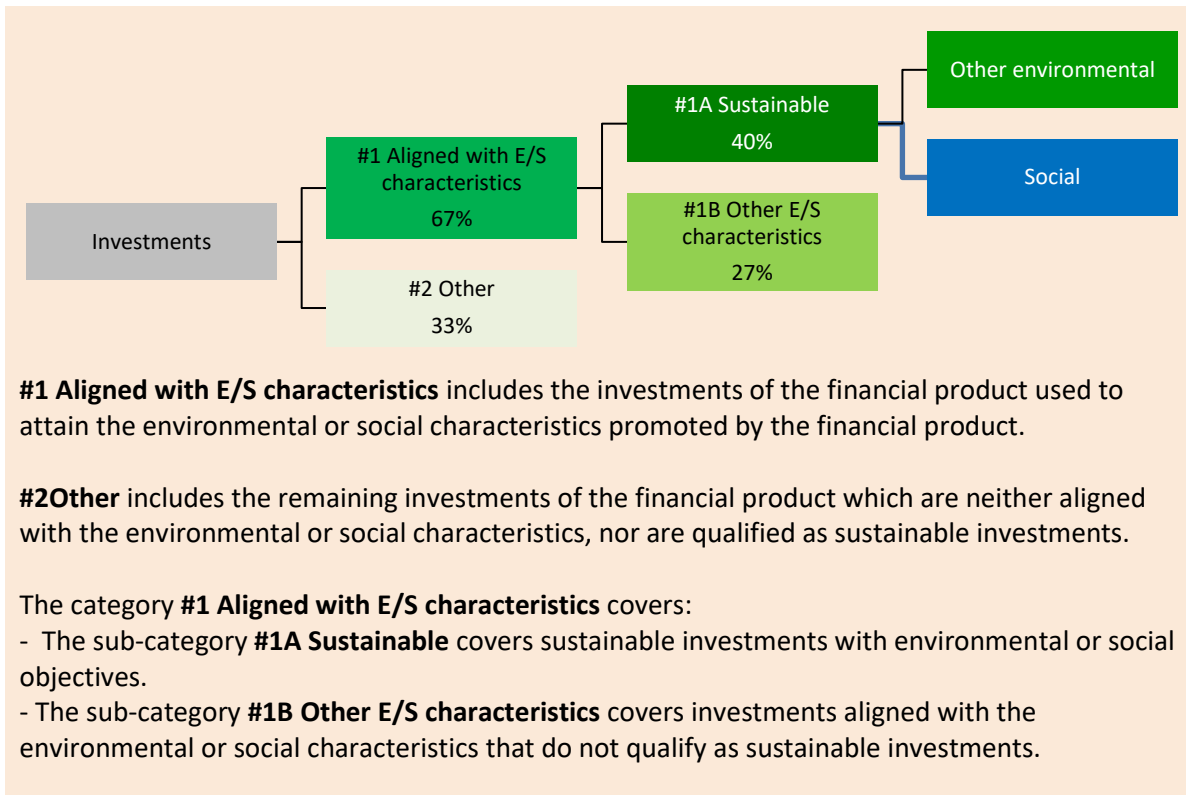 Investments
#1 Aligned with E/S
characteristics
67%
#2 Other
33%
#1A Sustainable
40%
#1B Other E/S
characteristics
27%
Other environmental
Social
#1 Aligned with E/S characteristics includes the investments of the financial product used to
attain the environmental or social characteristics promoted by the financial product.
#2Other includes the remaining investments of the financial product which are neither aligned
with the environmental or social characteristics, nor are qualified as sustainable investments.
The category #1 Aligned with E/S characteristics covers:
- The sub-category #1A Sustainable covers sustainable investments with environmental or social
objectives.
- The sub-category #1B Other E/S characteristics covers investments aligned with the
environmental or social characteristics that do not qualify as sustainable investments.